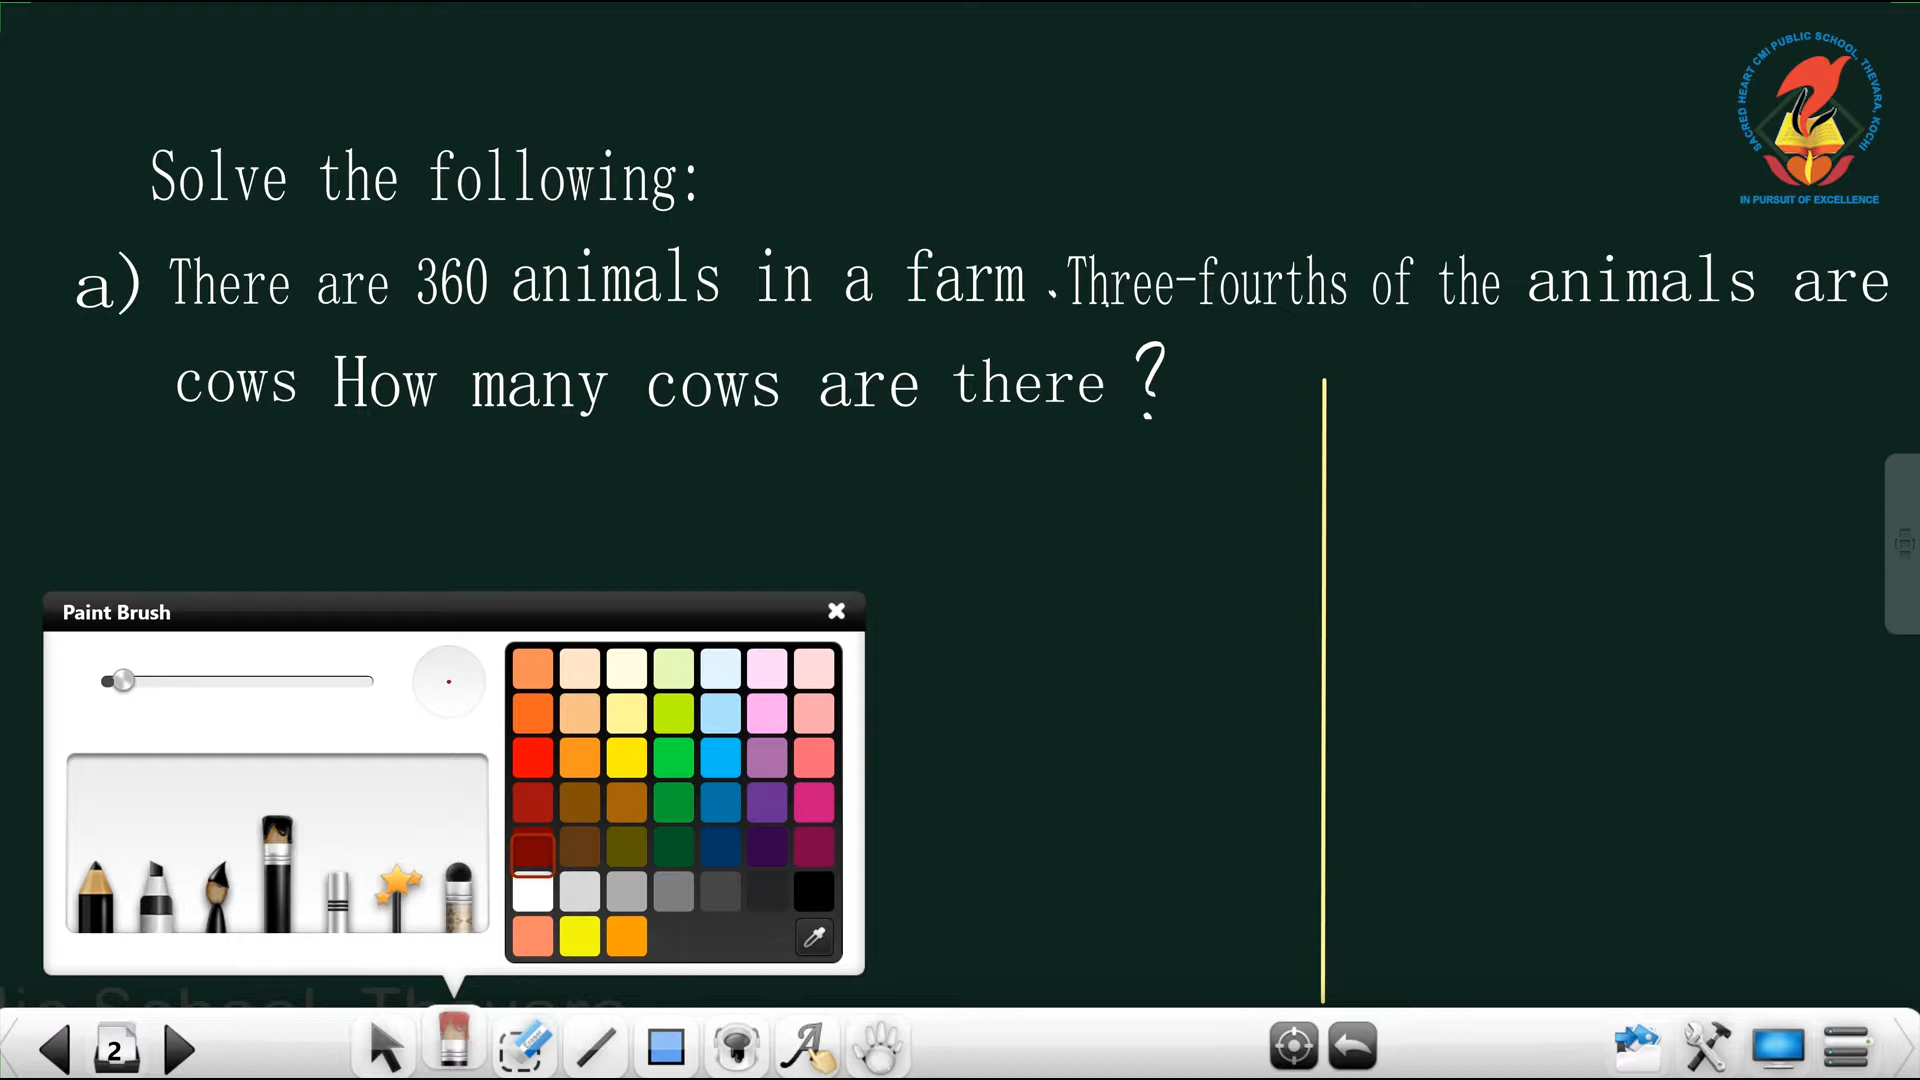 SACRED HEART CMI PUBLIC SCHOOL, THEVARA, KOCHI
IN PURSUIT OF EXCELLENCE
Solve the following:
a) There are 360 animals in a farm . Three-fourths of the animals are
cows How many cows are there ?
Paint Brush
2